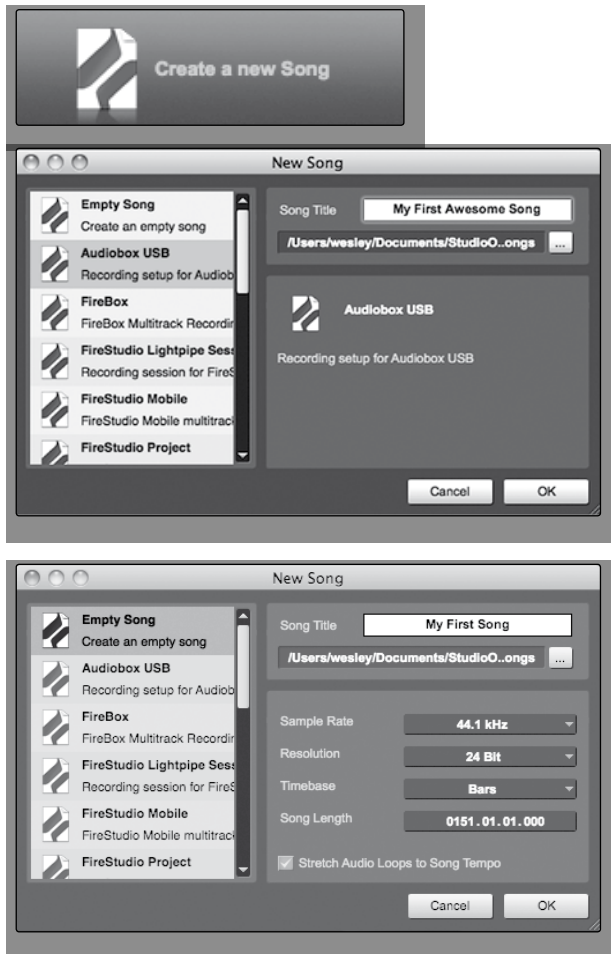 Create a new Song
New Song
Empty Song
Create an empty song
Audiobox USB
Recording setup for Audiob
FireBox
FireBox Multitrack Recordin
FireStudio Lightpipe Sess
Recording session for FireS
FireStudio Mobile
FireStudio Mobile multitrack
FireStudio Project
Song Title My First Awesome Song
/Users/wesley/Documents/StudioO..ongs ...
Audiobox USB
Recording setup for Audiobox USB
Cancel OK
New Song
Empty Song
Create an empty song
Audiobox USB
Recording setup for Audiob
FireBox
FireBox Multitrack Recordin
FireStudio Lightpipe Sess
Recording session for FireS
FireStudio Mobile
FireStudio Mobile multitrack
FireStudio Project
Song Title My First Song
/Users/wesley/Documents/StudioO..ongs ...
Sample Rate 44.1 kHz
Resolution 24 Bit
Timebase Bars
Song Length 0151.01.01.000
Stretch Audio Loops to Song Tempo
Cancel OK